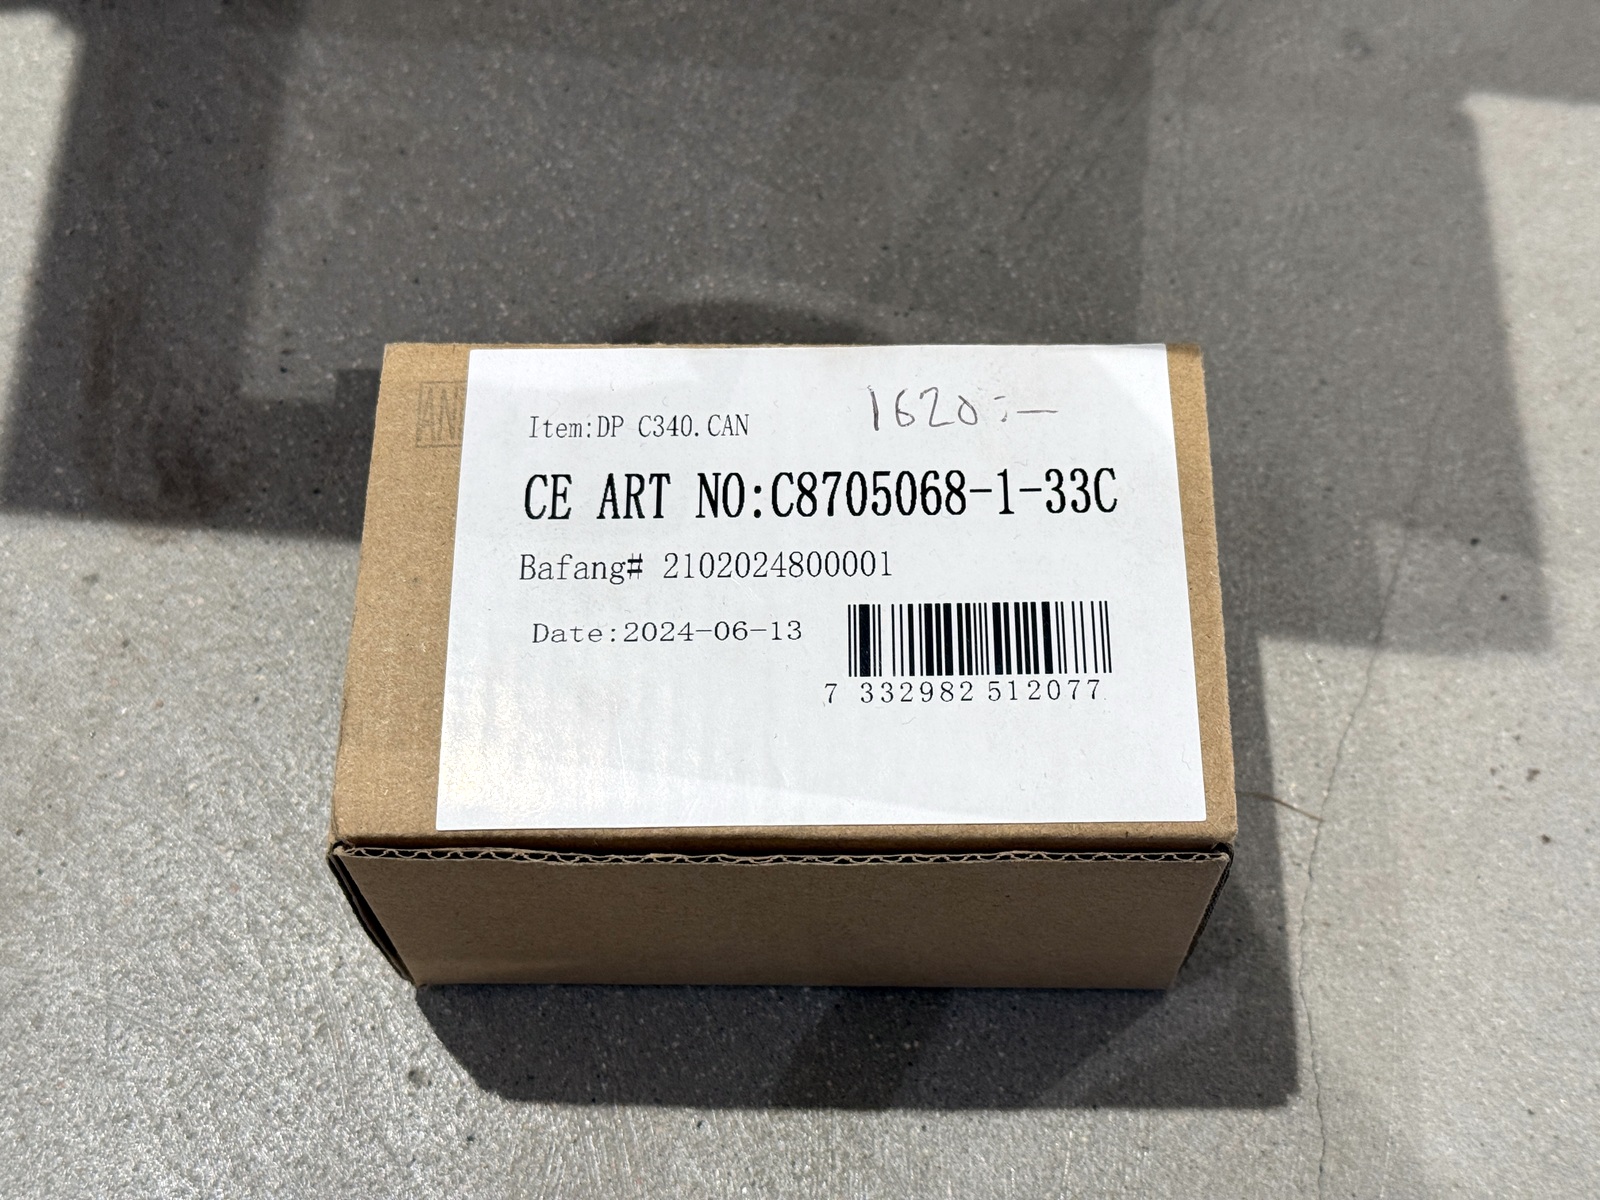 1620:-
Item:DP C340.CAN
CE ART NO:C8705068-1-33C
Bafang# 2102024800001
Date:2024-06-13
7 332982 512077